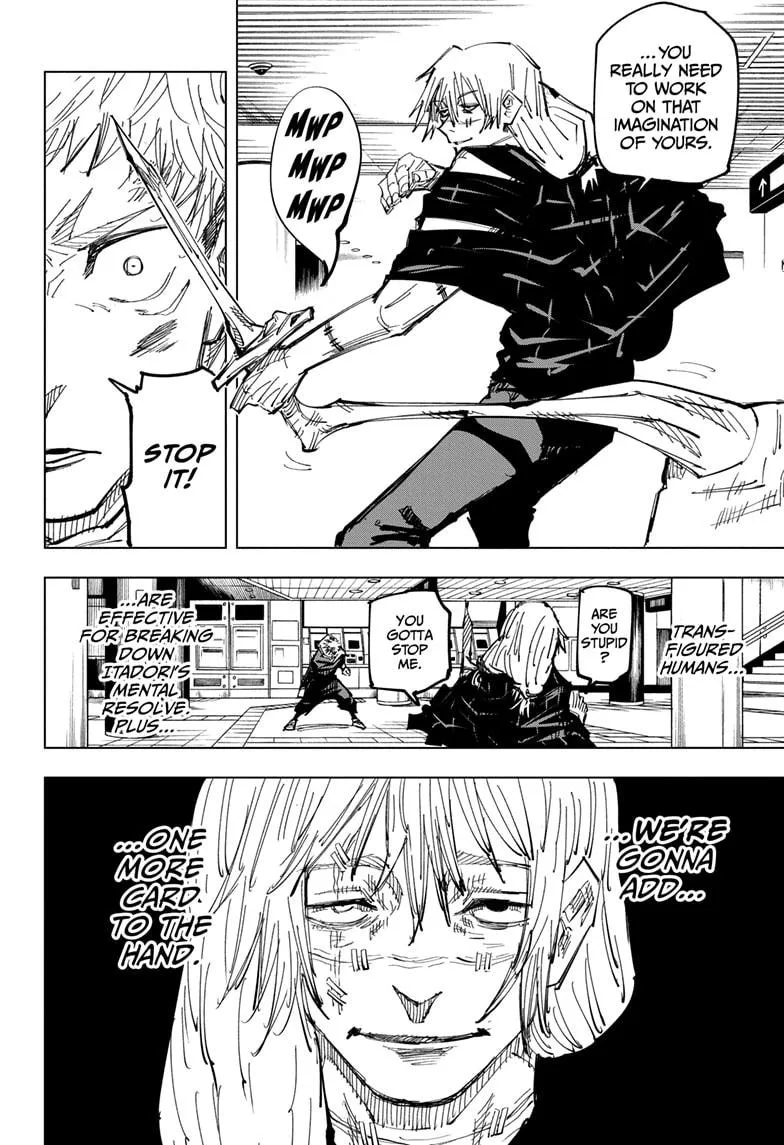 ...YOU
REALLY NEED
TO WORK
ON THAT
IMAGINATION
OF YOURS.
MWP
MWP
MWP
STOP
IT!
TRANS-
FIGURED
HUMANS...
ARE
YOU
STUPID
?
YOU
GOTTA
STOP
ME.
...ARE
EFFECTIVE
FOR BREAKING
DOWN
ITADORI'S
MENTAL
RESOLVE.
PLUS...
...WE'RE
GONNA
ADD...
...ONE
MORE
CARD
TO THE
HAND.